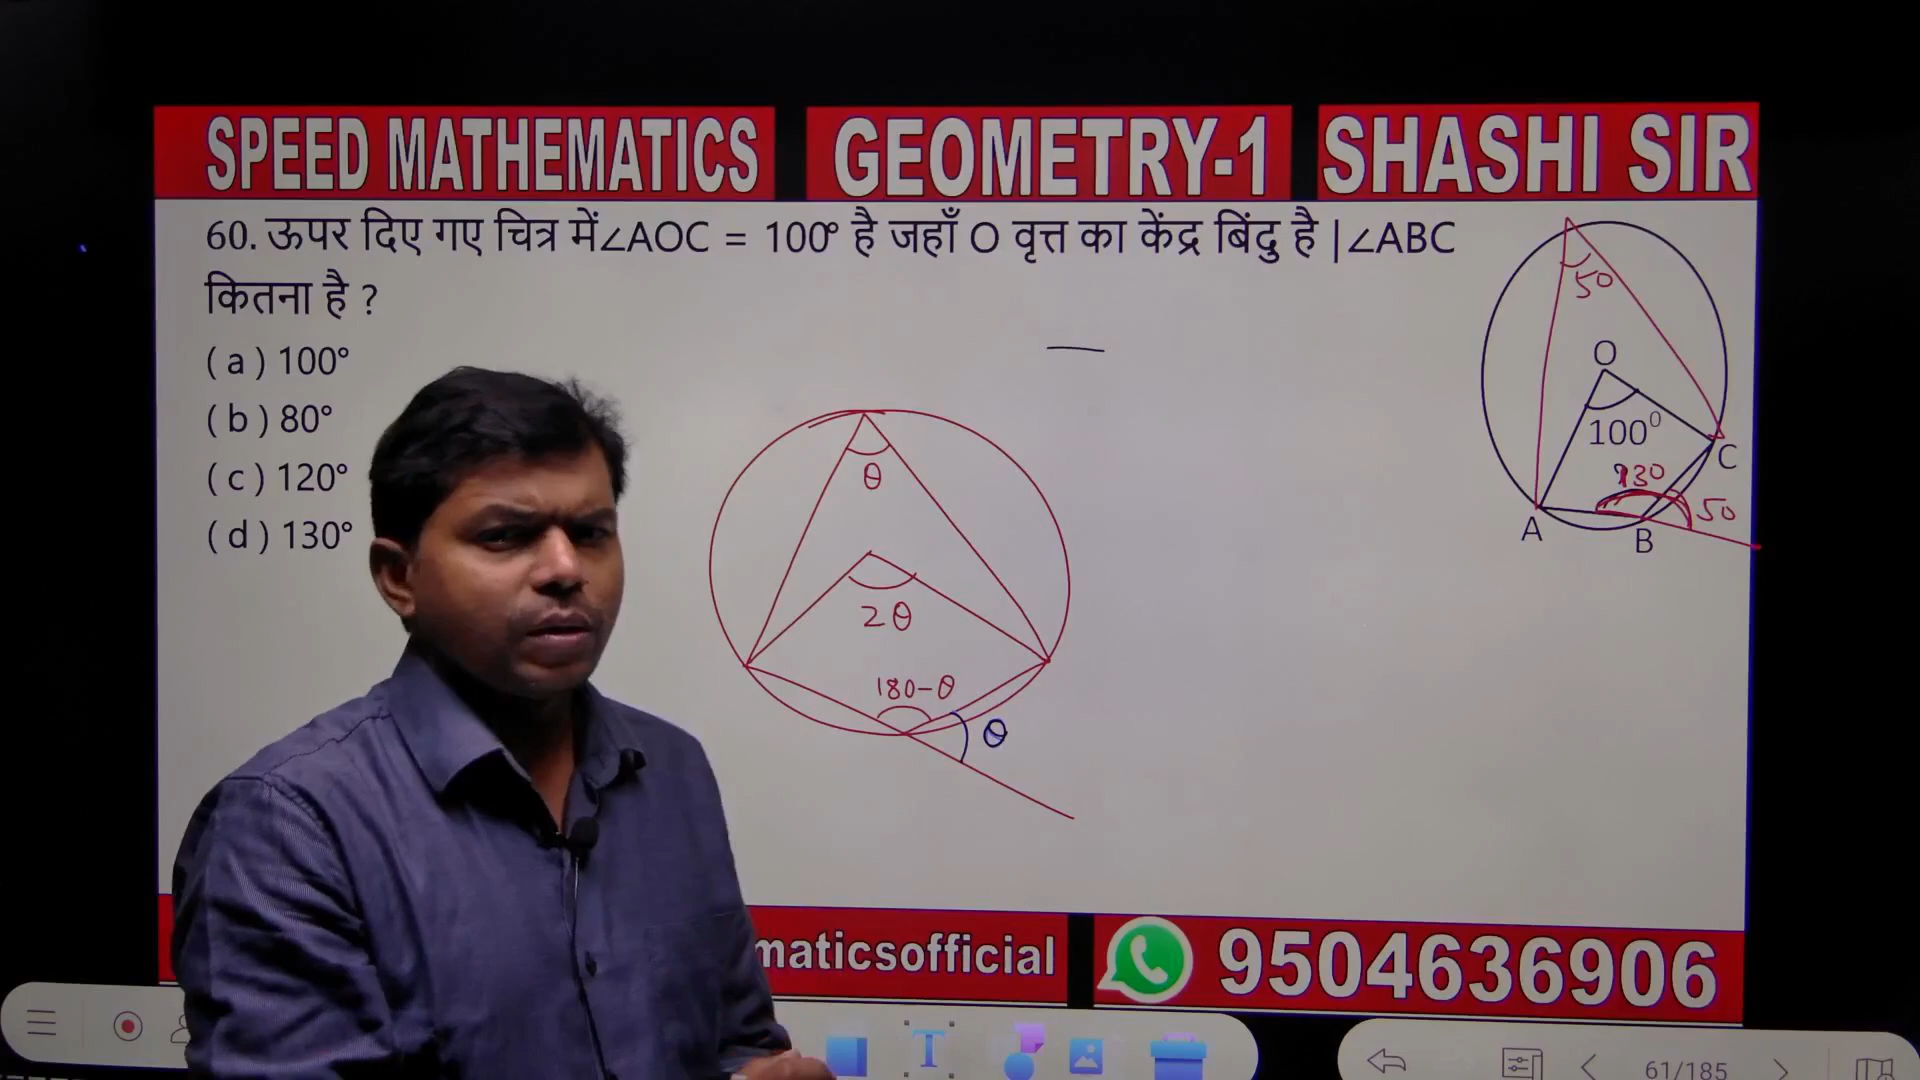 SPEED MATHEMATICS
GEOMETRY-1
SHASHI SIR
60. ऊपर दिए गए चित्र में∠AOC = 100° है जहाँ O वृत्त का केंद्र बिंदु है |∠ABC
कितना है ?
( a ) 100°
( b ) 80°
( c ) 120°
( d ) 130°
50
O
100⁰
130
C
50
A
B
θ
2θ
180-θ
θ
maticsofficial
9504636906
T
61/185